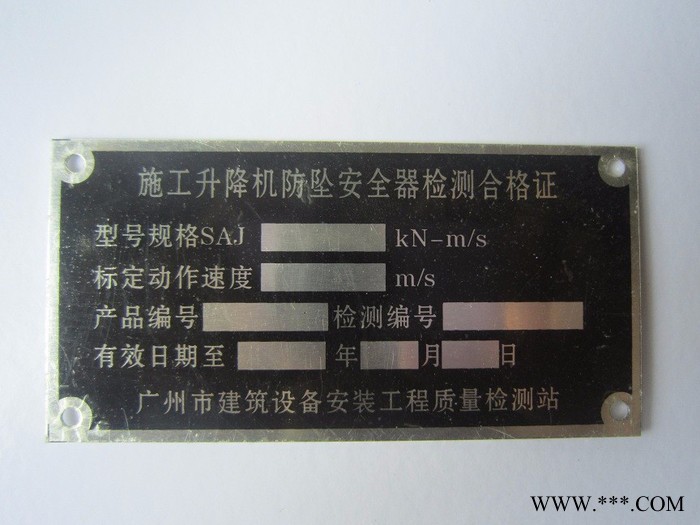 施工升降机防坠安全器检测合格证
型号规格SAJ kN-m/s
标定动作速度 m/s
产品编号 检测编号
有效日期至 年 月 日
广州市建筑设备安装工程质量检测站
WWW.***.COM